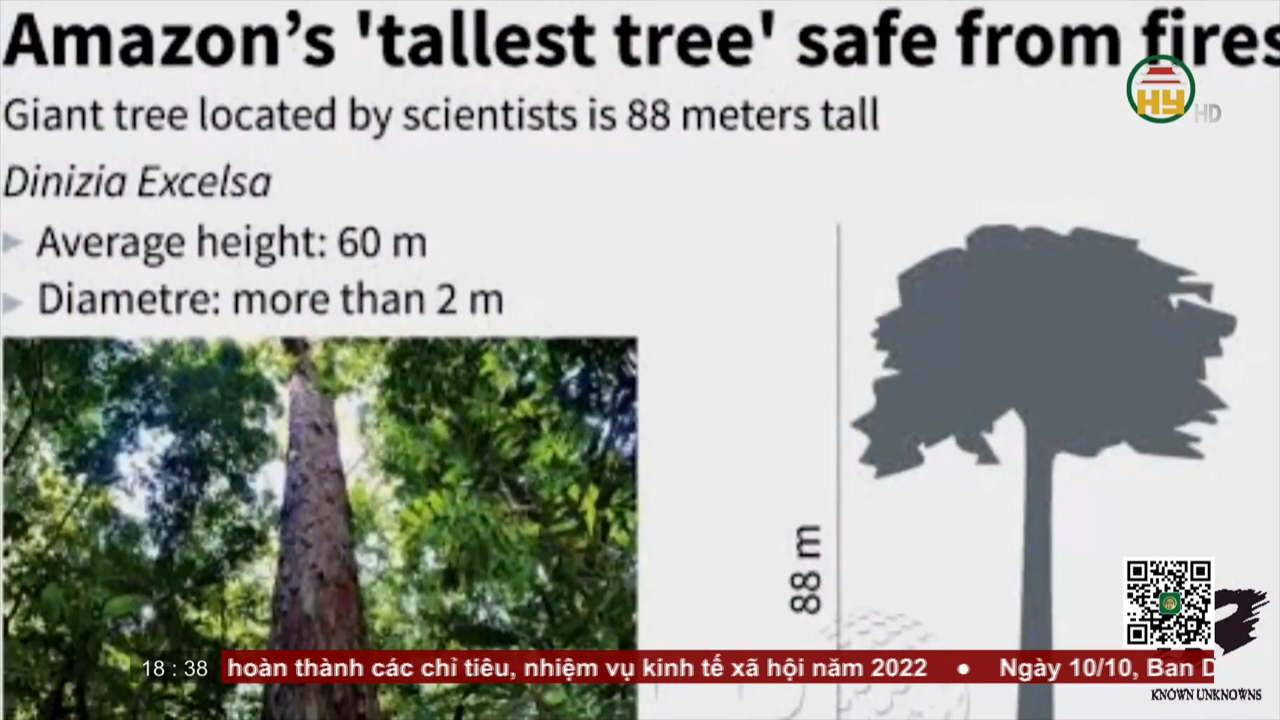 Amazon's 'tallest tree' safe from fires
HY HD
Giant tree located by scientists is 88 meters tall
Dinizia Excelsa
Average height: 60 m
Diametre: more than 2 m
88 m
18 : 38 hoàn thành các chỉ tiêu, nhiệm vụ kinh tế xã hội năm 2022 ● Ngày 10/10, Ban
KNOWN UNKNOWNS